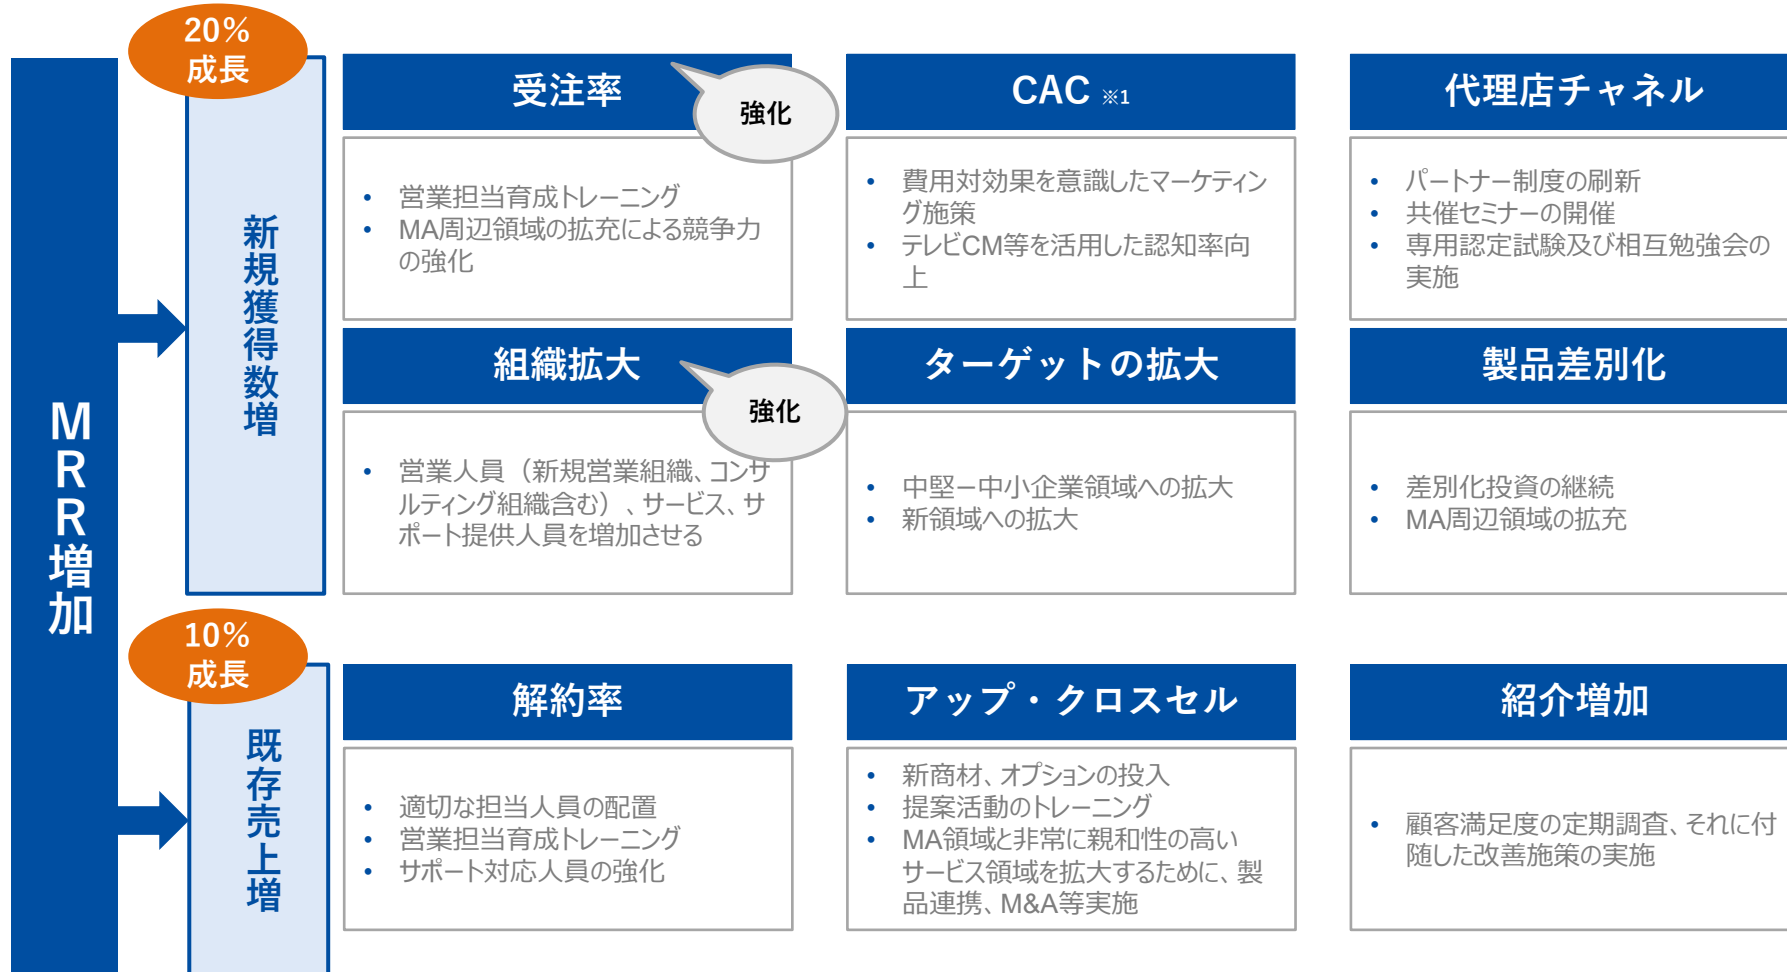 MRR増加
20%
成長
新規獲得数増
受注率
強化
• 営業担当育成トレーニング
• MA周辺領域の拡充による競争力
の強化
CAC ※1
• 費用対効果を意識したマーケティン
グ施策
• テレビCM等を活用した認知率向
上
代理店チャネル
• パートナー制度の刷新
• 共催セミナーの開催
• 専用認定試験及び相互勉強会の
実施
組織拡大
強化
• 営業人員（新規営業組織、コンサ
ルティング組織含む）、サービス、サ
ポート提供人員を増加させる
ターゲットの拡大
• 中堅ー中小企業領域への拡大
• 新領域への拡大
製品差別化
• 差別化投資の継続
• MA周辺領域の拡充
10%
成長
既存売上増
解約率
• 適切な担当人員の配置
• 営業担当育成トレーニング
• サポート対応人員の強化
アップ・クロスセル
• 新商材、オプションの投入
• 提案活動のトレーニング
• MA領域と非常に親和性の高い
サービス領域を拡大するために、製
品連携、M&A等実施
紹介増加
• 顧客満足度の定期調査、それに付
随した改善施策の実施